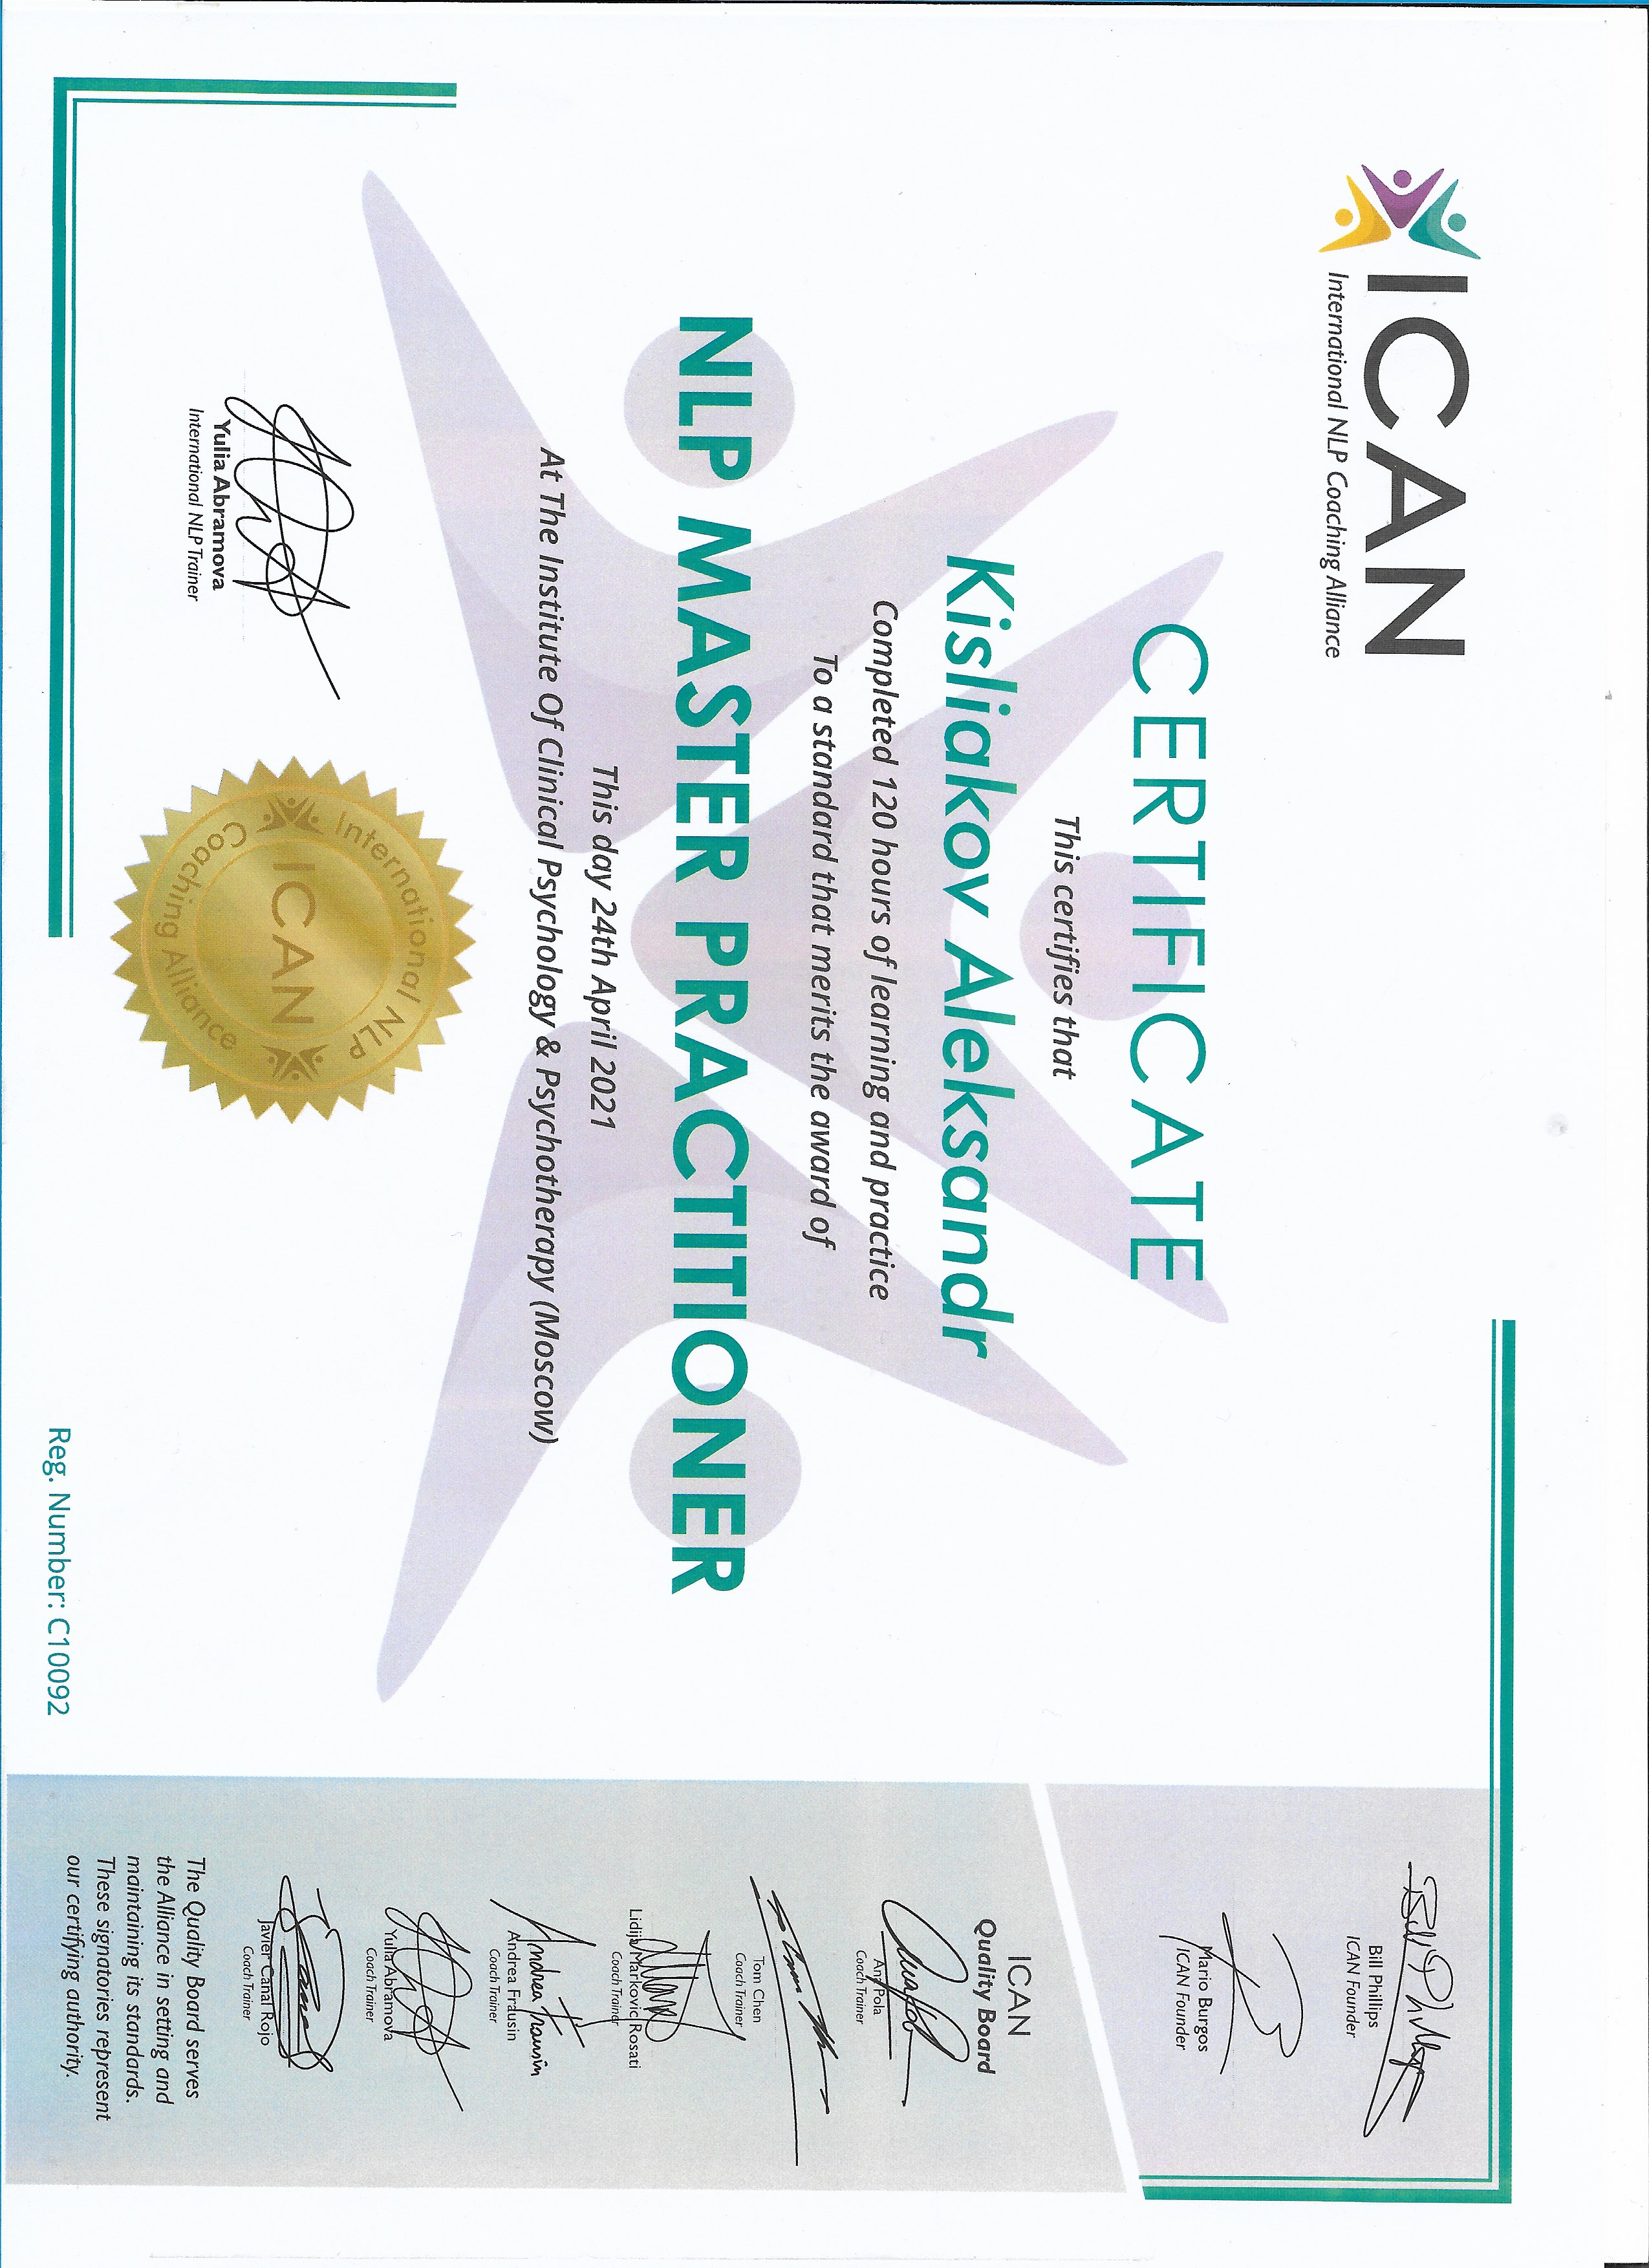 ICAN
International NLP Coaching Alliance
CERTIFICATE
This certifies that
Kisliakov Aleksandr
Completed 120 hours of learning and practice
To a standard that merits the award of
NLP MASTER PRACTITIONER
This day 24th April 2021
At The Institute Of Clinical Psychology & Psychotherapy (Moscow)
Yulia Abramova
International NLP Trainer
International NLP
ICAN
Coaching Alliance
Reg. Number: C10092
Bill Phillips
Bill Phillips
ICAN Founder
Mario Burgos
ICAN Founder
ICAN
Quality Board
Ana Pola
Coach Trainer
Tom Chen
Coach Trainer
Lidija Markovic Rosati
Coach Trainer
Andrea Frausin
Andrea Frausin
Coach Trainer
Yulia Abramova
Coach Trainer
Javier Canal Rojo
Coach Trainer
The Quality Board serves
the Alliance in setting and
maintaining its standards.
These signatories represent
our certifying authority.